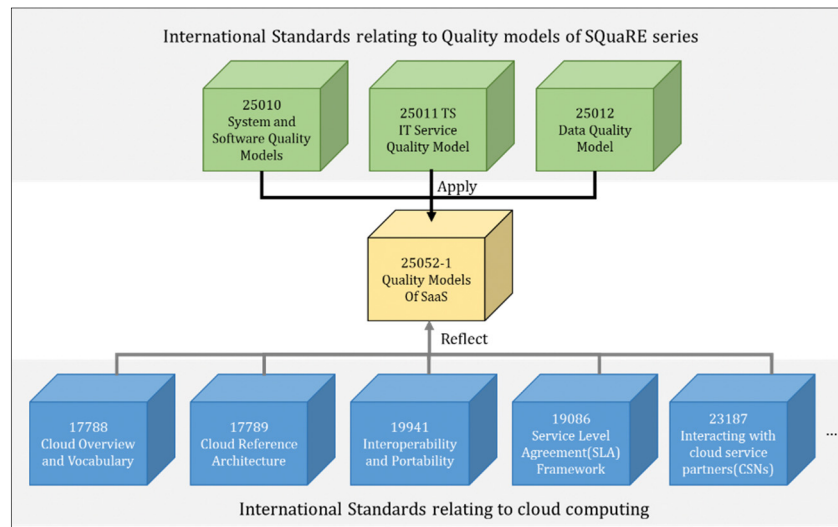 International Standards relating to Quality models of SQuaRE series
25010
System and
Software Quality
Models
25011 TS
IT Service
Quality Model
25012
Data Quality
Model
Apply
25052-1
Quality Models
Of SaaS
Reflect
17788
Cloud Overview
and Vocabulary
17789
Cloud Reference
Architecture
19941
Interoperability
and Portability
19086
Service Level
Agreement(SLA)
Framework
23187
Interacting with
cloud service
partners(CSNs)
...
International Standards relating to cloud computing